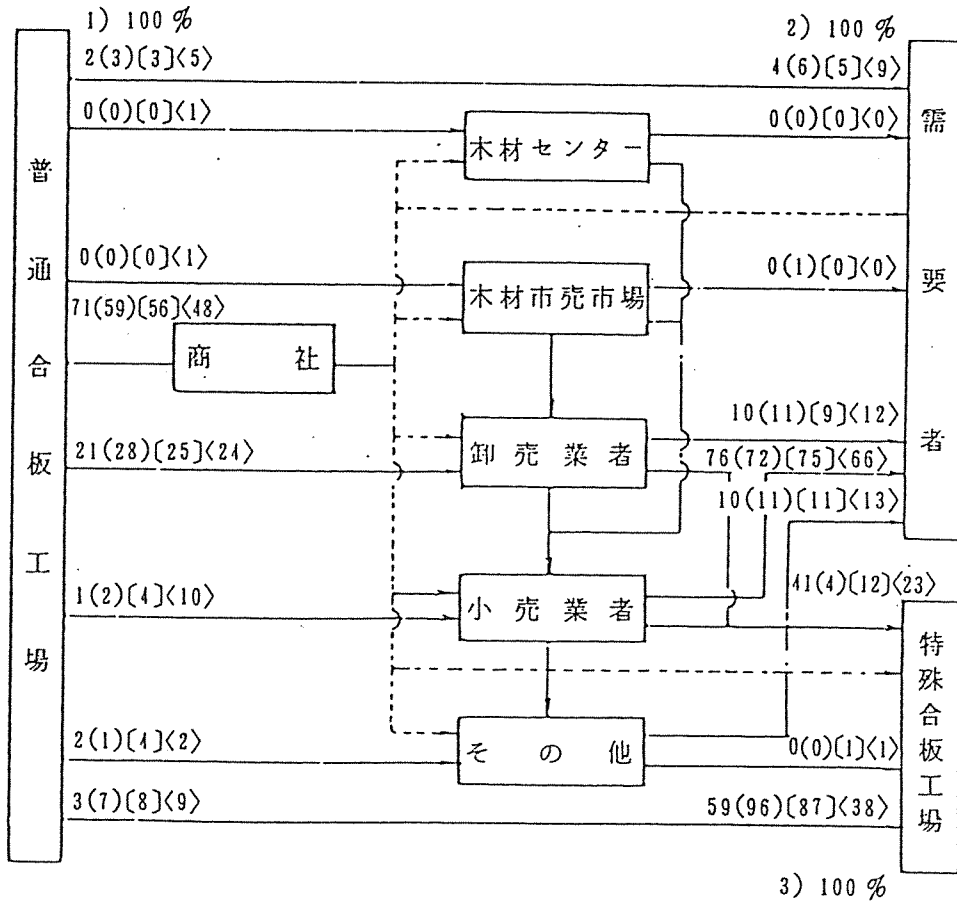 1) 100 %
2) 100 %
2(3)〔3〕〈5〉
4(6)〔5〕〈9〉
0(0)〔0〕〈1〉
木材センター
0(0)〔0〕〈0〉
普通合板工場
需要者
0(0)〔0〕〈1〉
木材市売市場
0(1)〔0〕〈0〉
71(59)〔56〕〈48〉
商社
21(28)〔25〕〈24〉
卸売業者
10(11)〔9〕〈12〉
76(72)〔75〕〈66〉
10(11)〔11〕〈13〉
1(2)〔4〕〈10〉
小売業者
41(4)〔12〕〈23〉
特殊合板工場
2(1)〔4〕〈2〉
その他
0(0)〔1〕〈1〉
3(7)〔8〕〈9〉
59(96)〔87〕〈38〉
3) 100 %